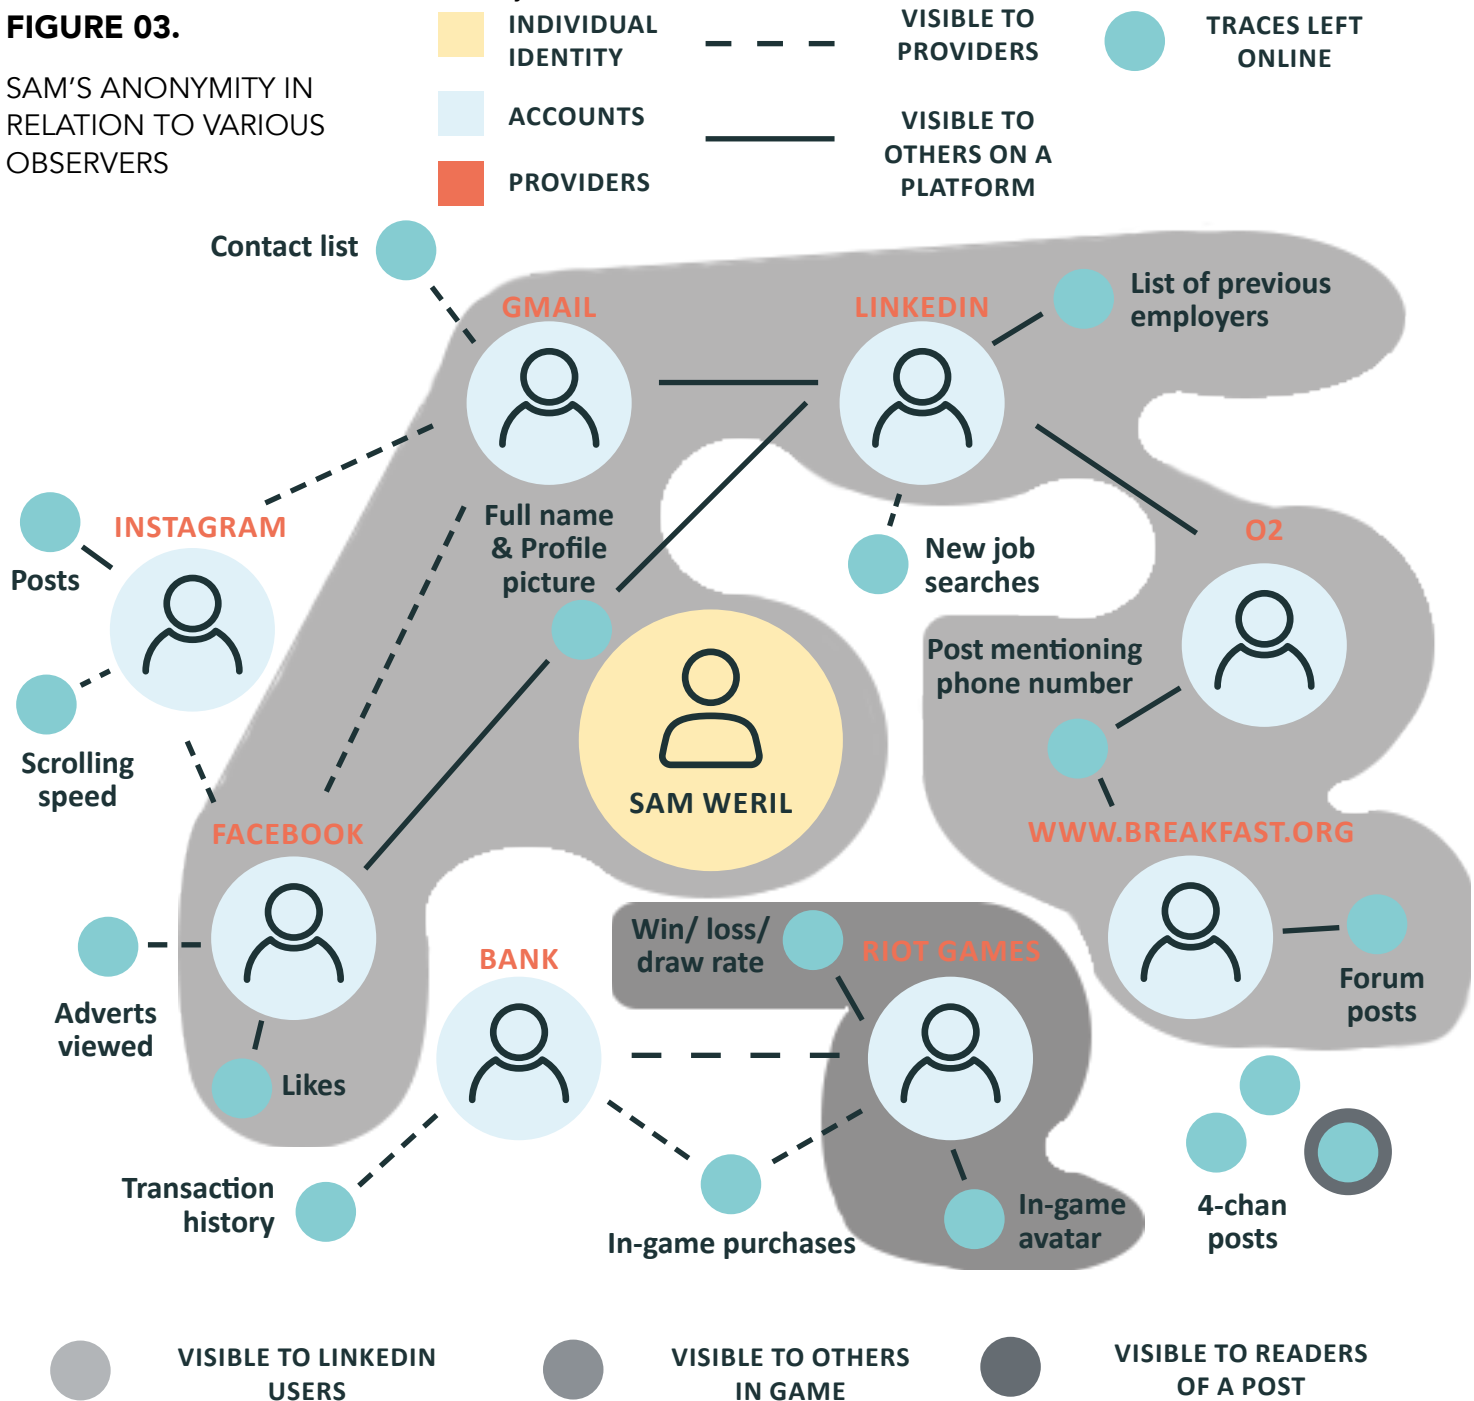 FIGURE 03.
SAM'S ANONYMITY IN
RELATION TO VARIOUS
OBSERVERS
INDIVIDUAL
IDENTITY
ACCOUNTS
PROVIDERS
VISIBLE TO
PROVIDERS
VISIBLE TO
OTHERS ON A
PLATFORM
TRACES LEFT
ONLINE
Contact list
GMAIL
LINKEDIN
List of previous
employers
INSTAGRAM
Posts
Full name
& Profile
picture
New job
searches
O2
Post mentioning
phone number
Scrolling
speed
SAM WERIL
FACEBOOK
WWW.BREAKFAST.ORG
Adverts
viewed
Likes
BANK
Win/ loss/
draw rate
RIOT GAMES
Forum
posts
Transaction
history
In-game purchases
In-game
avatar
4-chan
posts
VISIBLE TO LINKEDIN
USERS
VISIBLE TO OTHERS
IN GAME
VISIBLE TO READERS
OF A POST